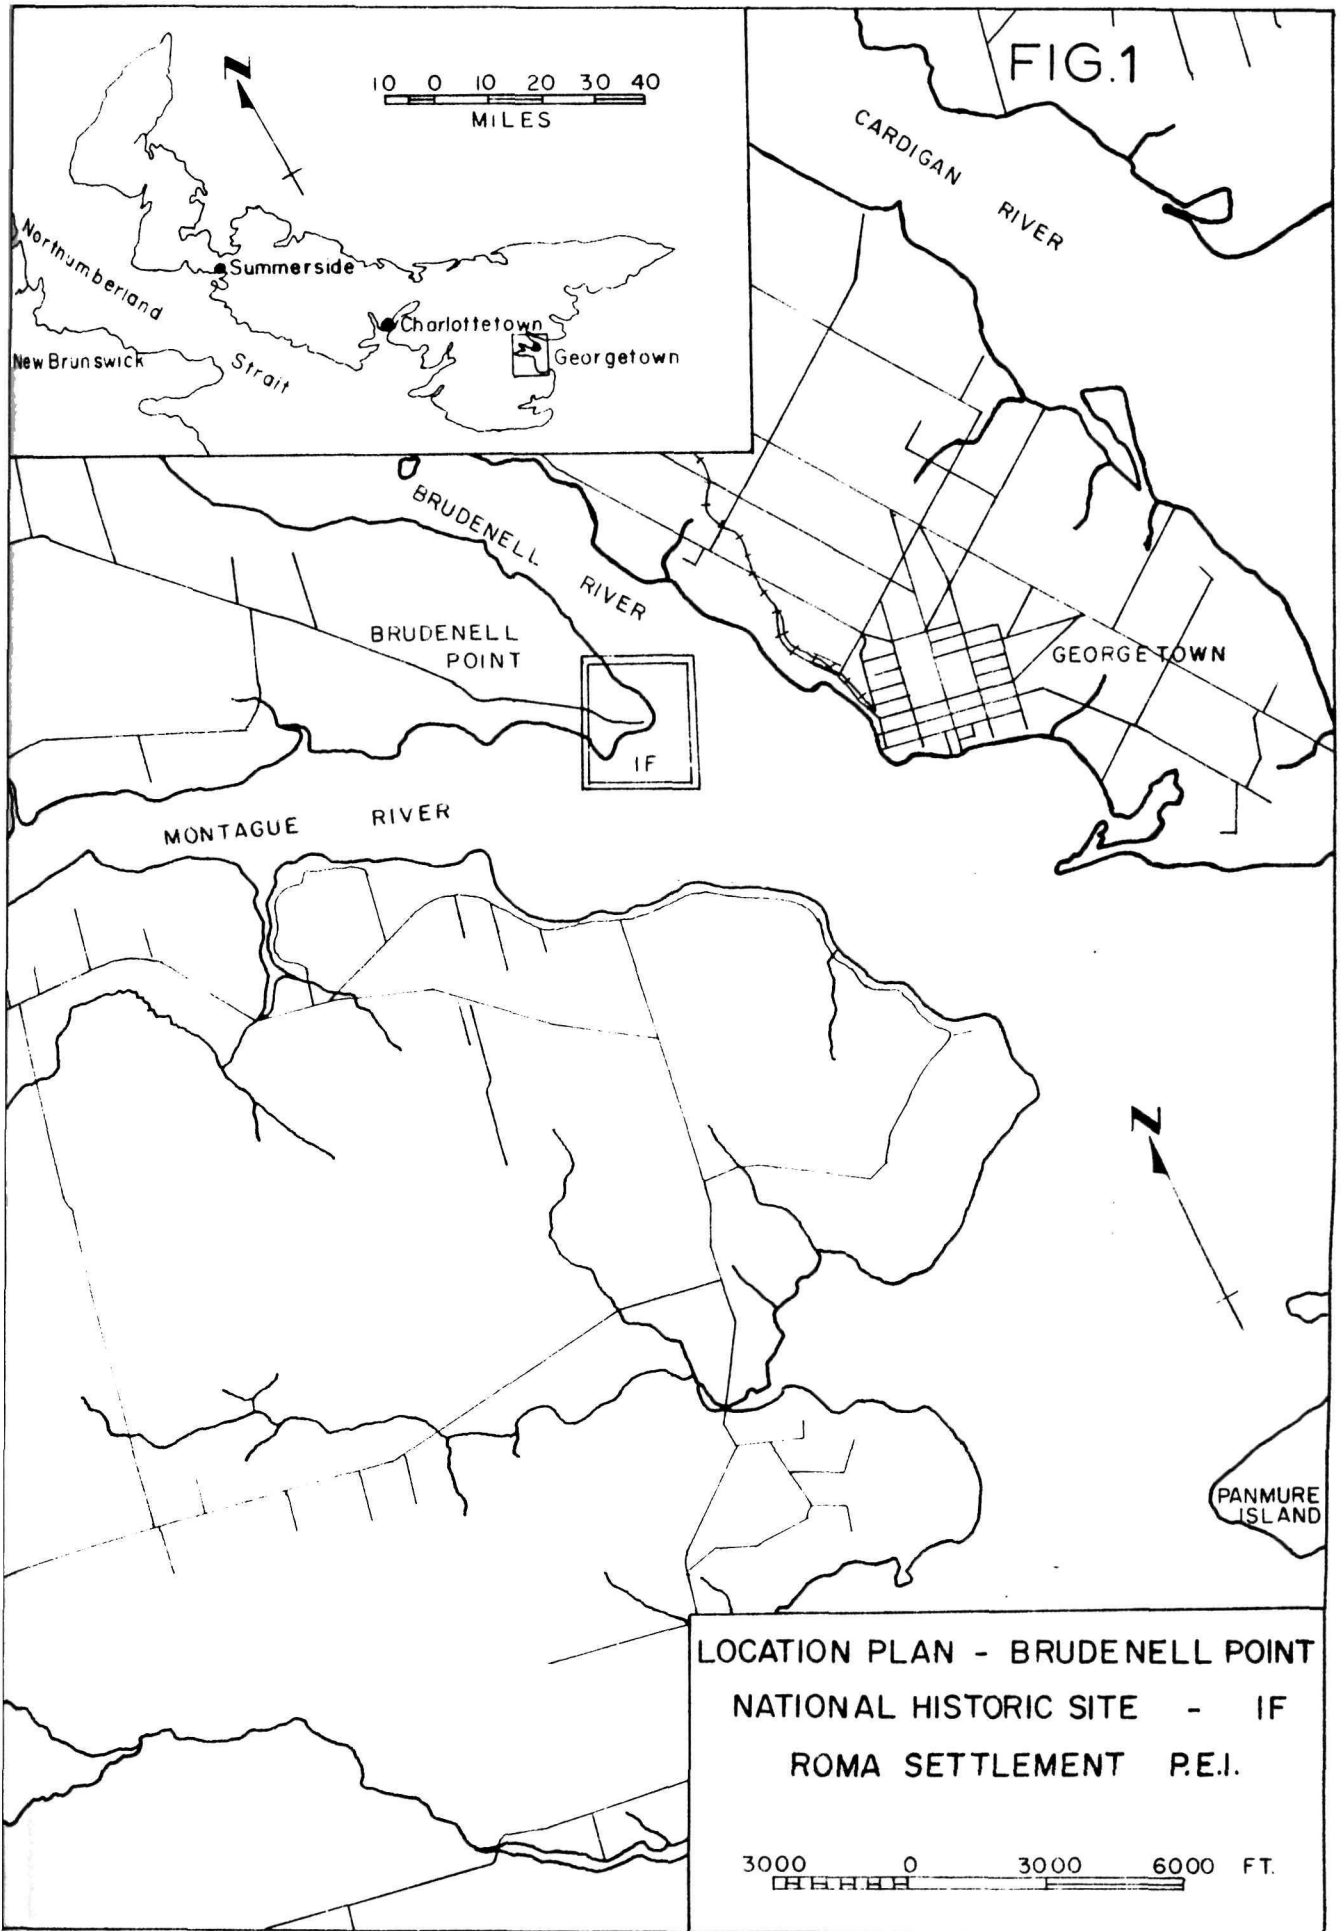 FIG.1
N
10 0 10 20 30 40
MILES
Northumberland
Strait
Summerside
Charlottetown
New Brunswick
Georgetown
CARDIGAN
RIVER
BRUDENELL
RIVER
BRUDENELL
POINT
GEORGETOWN
1F
MONTAGUE RIVER
N
PANMURE
ISLAND
LOCATION PLAN - BRUDENELL POINT
NATIONAL HISTORIC SITE - 1F
ROMA SETTLEMENT P.E.I.
3000 0 3000 6000 FT.